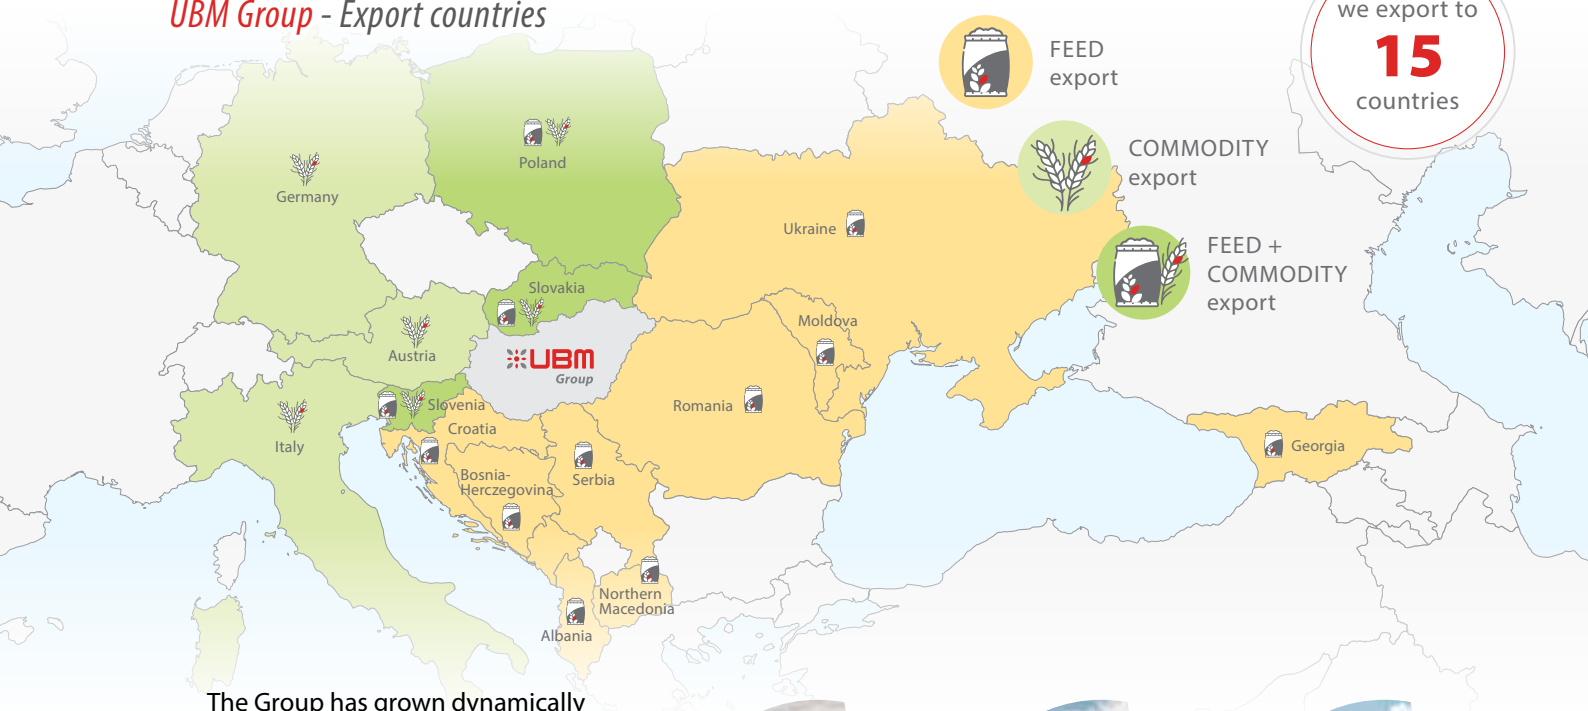 UBM Group - Export countries
we export to
15
countries
FEED
export
COMMODITY
export
FEED +
COMMODITY
export
Poland
Germany
Ukraine
Slovakia
Moldova
Austria
UBM
Group
Romania
Slovenia
Croatia
Italy
Georgia
Bosnia-
Herczegovina
Serbia
Northern
Macedonia
Albania
The Group has grown dynamically